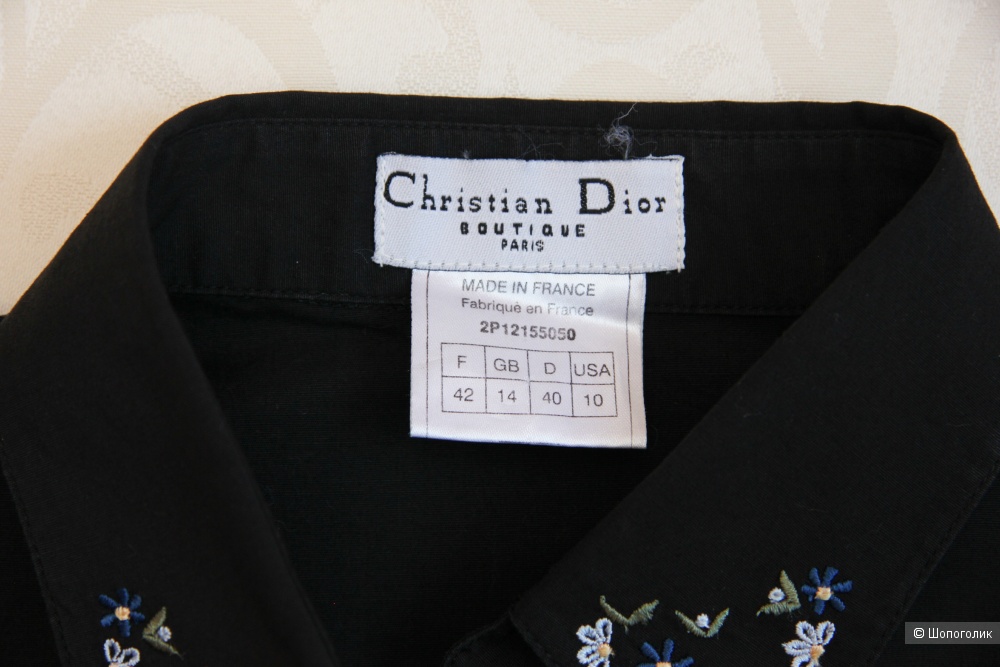 Christian Dior
BOUTIQUE
PARIS
MADE IN FRANCE
Fabriqué en France
2P12155050
F GB D USA
42 14 40 10
© Шопоголик